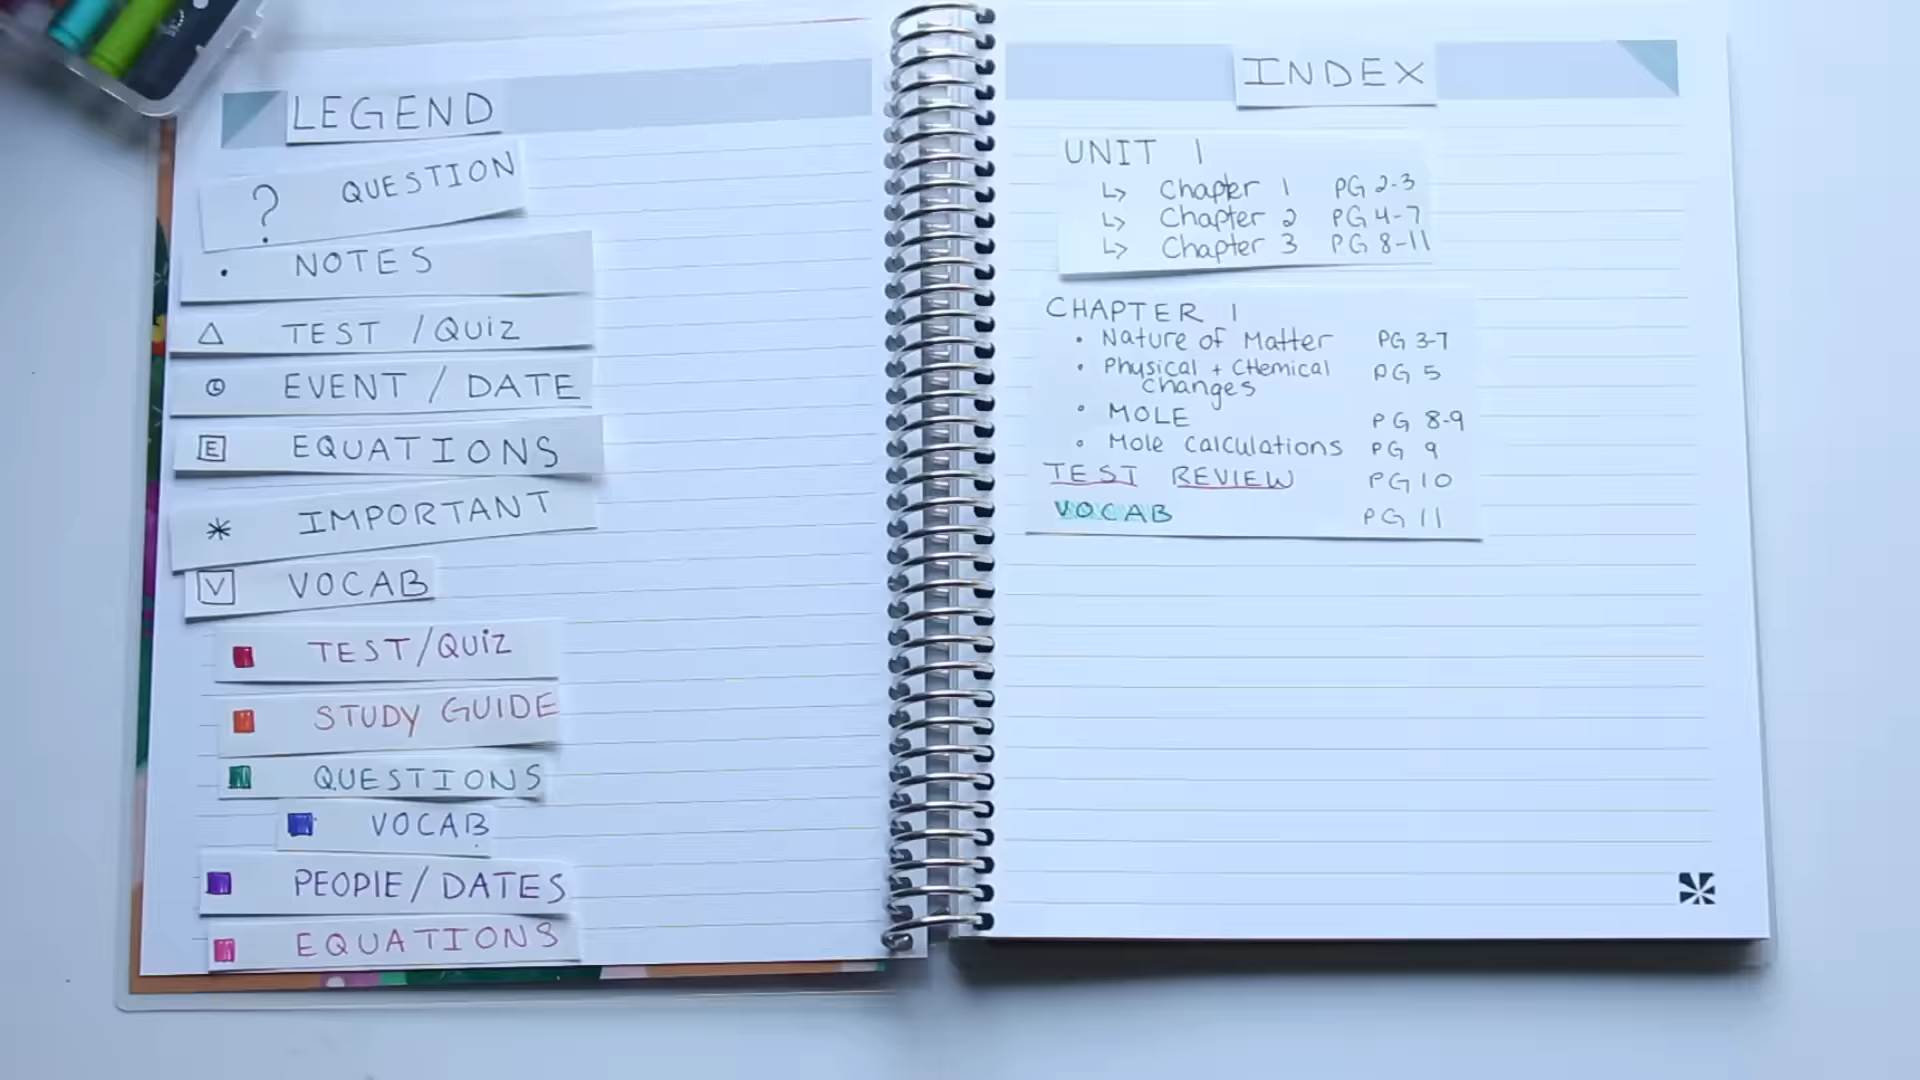 LEGEND
? QUESTION
• NOTES
△ TEST / QUiZ
EVENT / DATE
E EQUATIONS
* IMPORTANT
V VOCAB
TEST/QUiZ
STUDY GUIDE
QUESTIONS
VOCAB
PEOPlE/DATES
EQUATIONS
INDEX
UNIT 1
↳ Chapter 1 PG 2-3
↳ Chapter 2 PG 4-7
↳ Chapter 3 PG 8-11
CHAPTER 1
• Nature of Matter PG 3-7
• Physical + CHemical PG 5
Changes
• MOLE PG 8-9
• Mole Calculations PG 9
TEST REVIEW PG 10
VOCAB PG 11